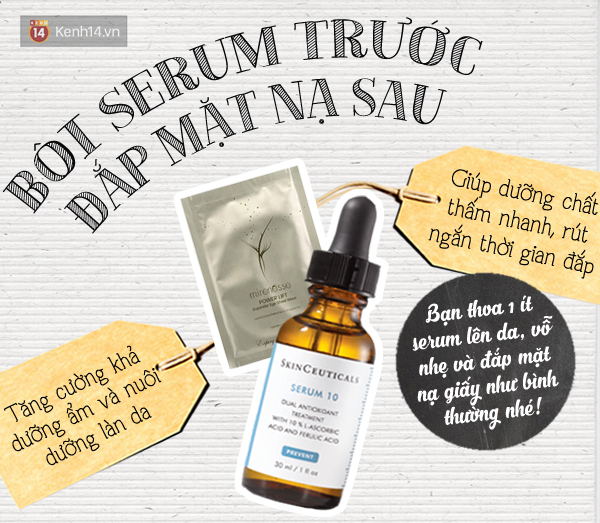 Kenh14.vn
BÔI SERUM TRƯỚC
ĐẮP MẶT NẠ SAU
Giúp dưỡng chất
thấm nhanh, rút
ngắn thời gian đắp
mirenesse
POWER LIFT
Bạn thoa 1 ít
serum lên da, vỗ
nhẹ và đắp mặt
nạ giấy như bình
thường nhé!
Tăng cường khả
dưỡng ẩm và nuôi
dưỡng làn da
SKINCEUTICALS
SERUM 10
DUAL ANTIOXIDANT
TREATMENT
WITH 10 % L-ASCORBIC
ACID AND FERULIC ACID
PREVENT
30 ml / 1 fl oz